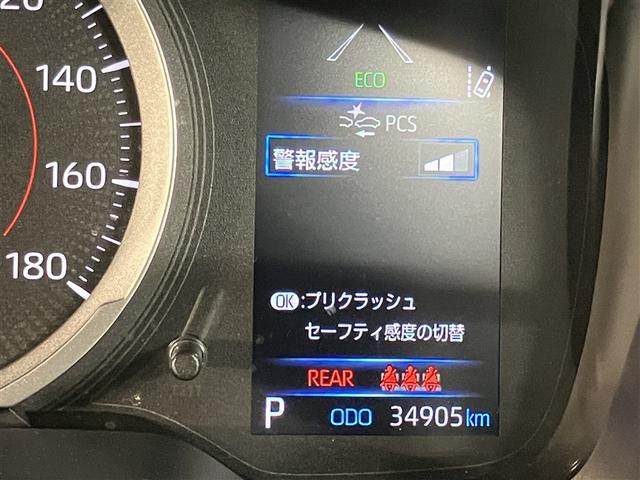 140
160
180
ECO
PCS
警報感度
OK:プリクラッシュ
セーフティ感度の切替
REAR
P ODO 34905km